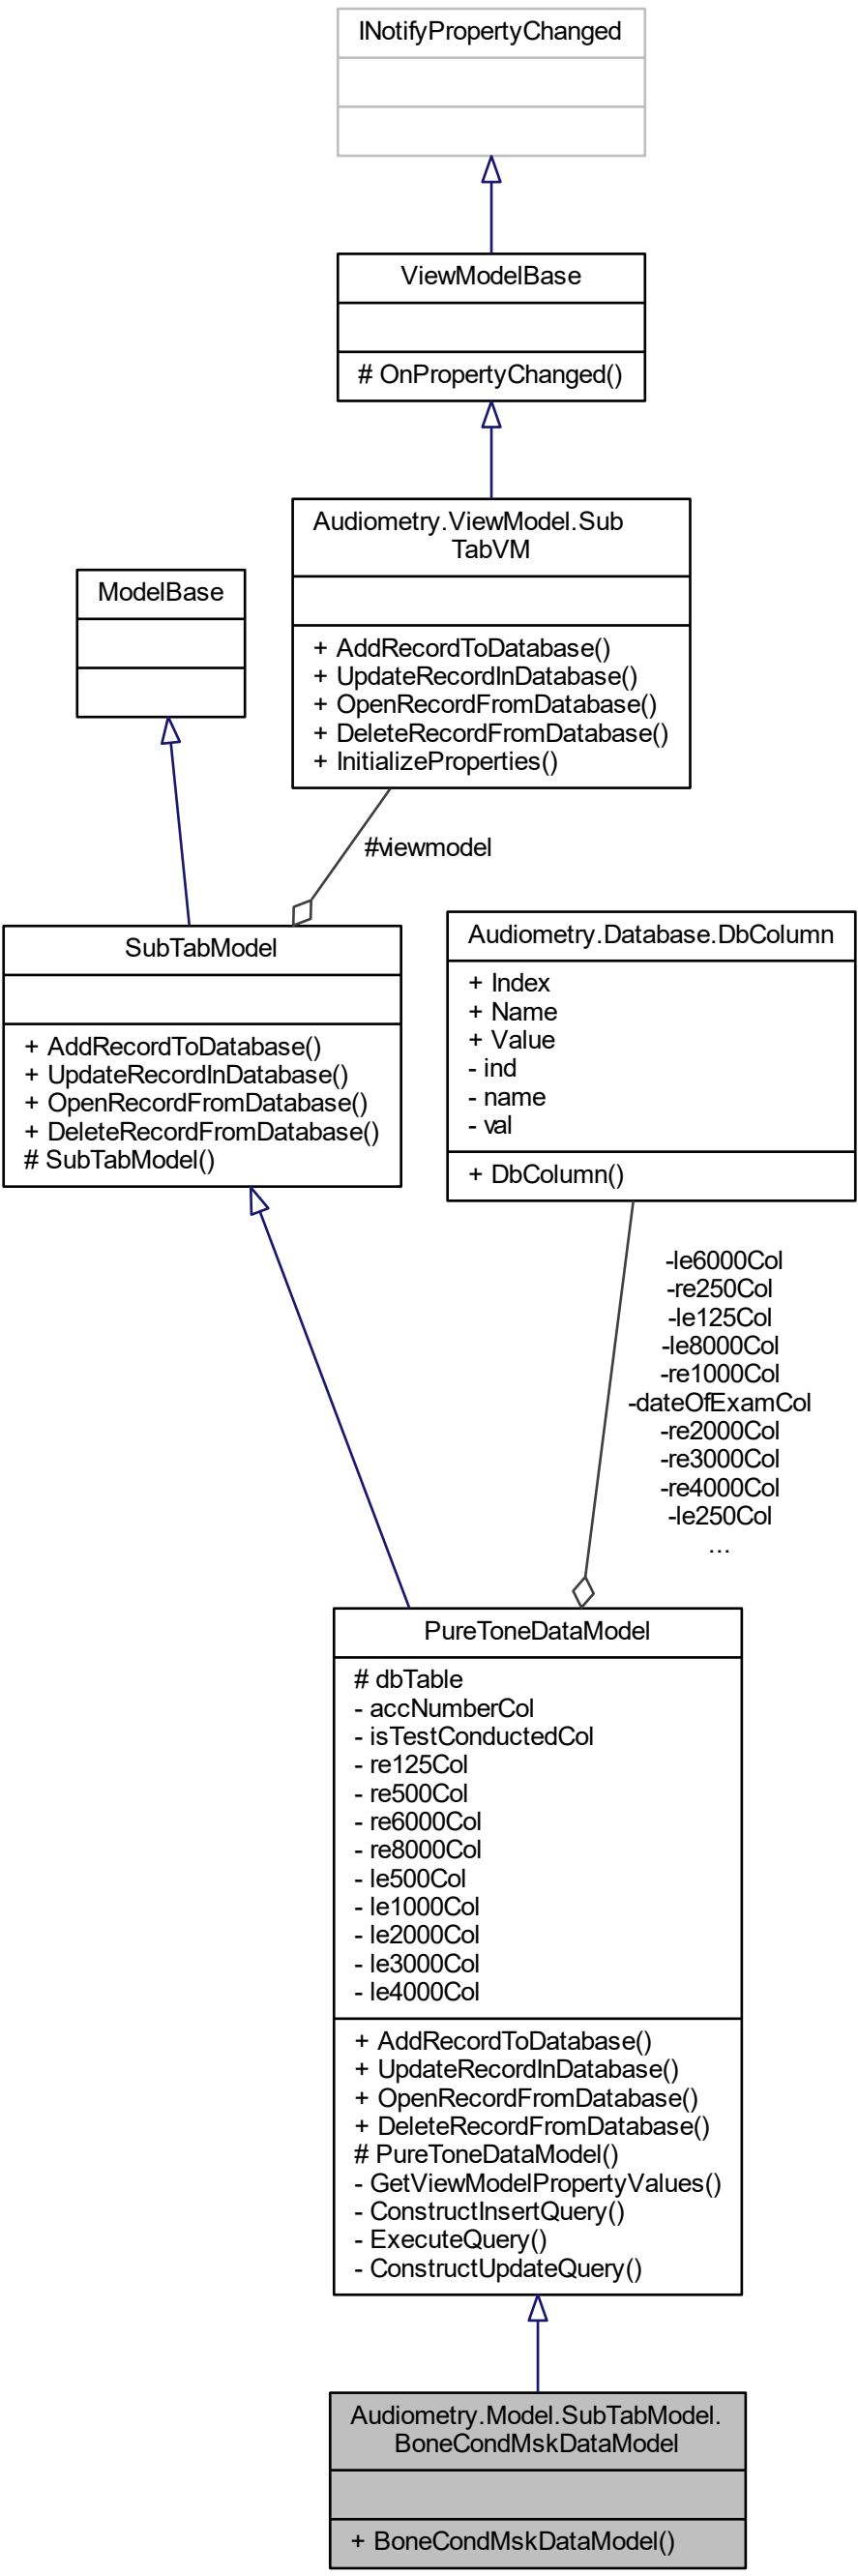 INotifyPropertyChanged
ViewModelBase
# OnPropertyChanged()
Audiometry.ViewModel.Sub
TabVM
+ AddRecordToDatabase()
+ UpdateRecordInDatabase()
+ OpenRecordFromDatabase()
+ DeleteRecordFromDatabase()
+ InitializeProperties()
ModelBase
#viewmodel
SubTabModel
+ AddRecordToDatabase()
+ UpdateRecordInDatabase()
+ OpenRecordFromDatabase()
+ DeleteRecordFromDatabase()
# SubTabModel()
Audiometry.Database.DbColumn
+ Index
+ Name
+ Value
- ind
- name
- val
+ DbColumn()
-le6000Col
-re250Col
-le125Col
-le8000Col
-re1000Col
-dateOfExamCol
-re2000Col
-re3000Col
-re4000Col
-le250Col
...
PureToneDataModel
# dbTable
- accNumberCol
- isTestConductedCol
- re125Col
- re500Col
- re6000Col
- re8000Col
- le500Col
- le1000Col
- le2000Col
- le3000Col
- le4000Col
+ AddRecordToDatabase()
+ UpdateRecordInDatabase()
+ OpenRecordFromDatabase()
+ DeleteRecordFromDatabase()
# PureToneDataModel()
- GetViewModelPropertyValues()
- ConstructInsertQuery()
- ExecuteQuery()
- ConstructUpdateQuery()
Audiometry.Model.SubTabModel.
BoneCondMskDataModel
+ BoneCondMskDataModel()